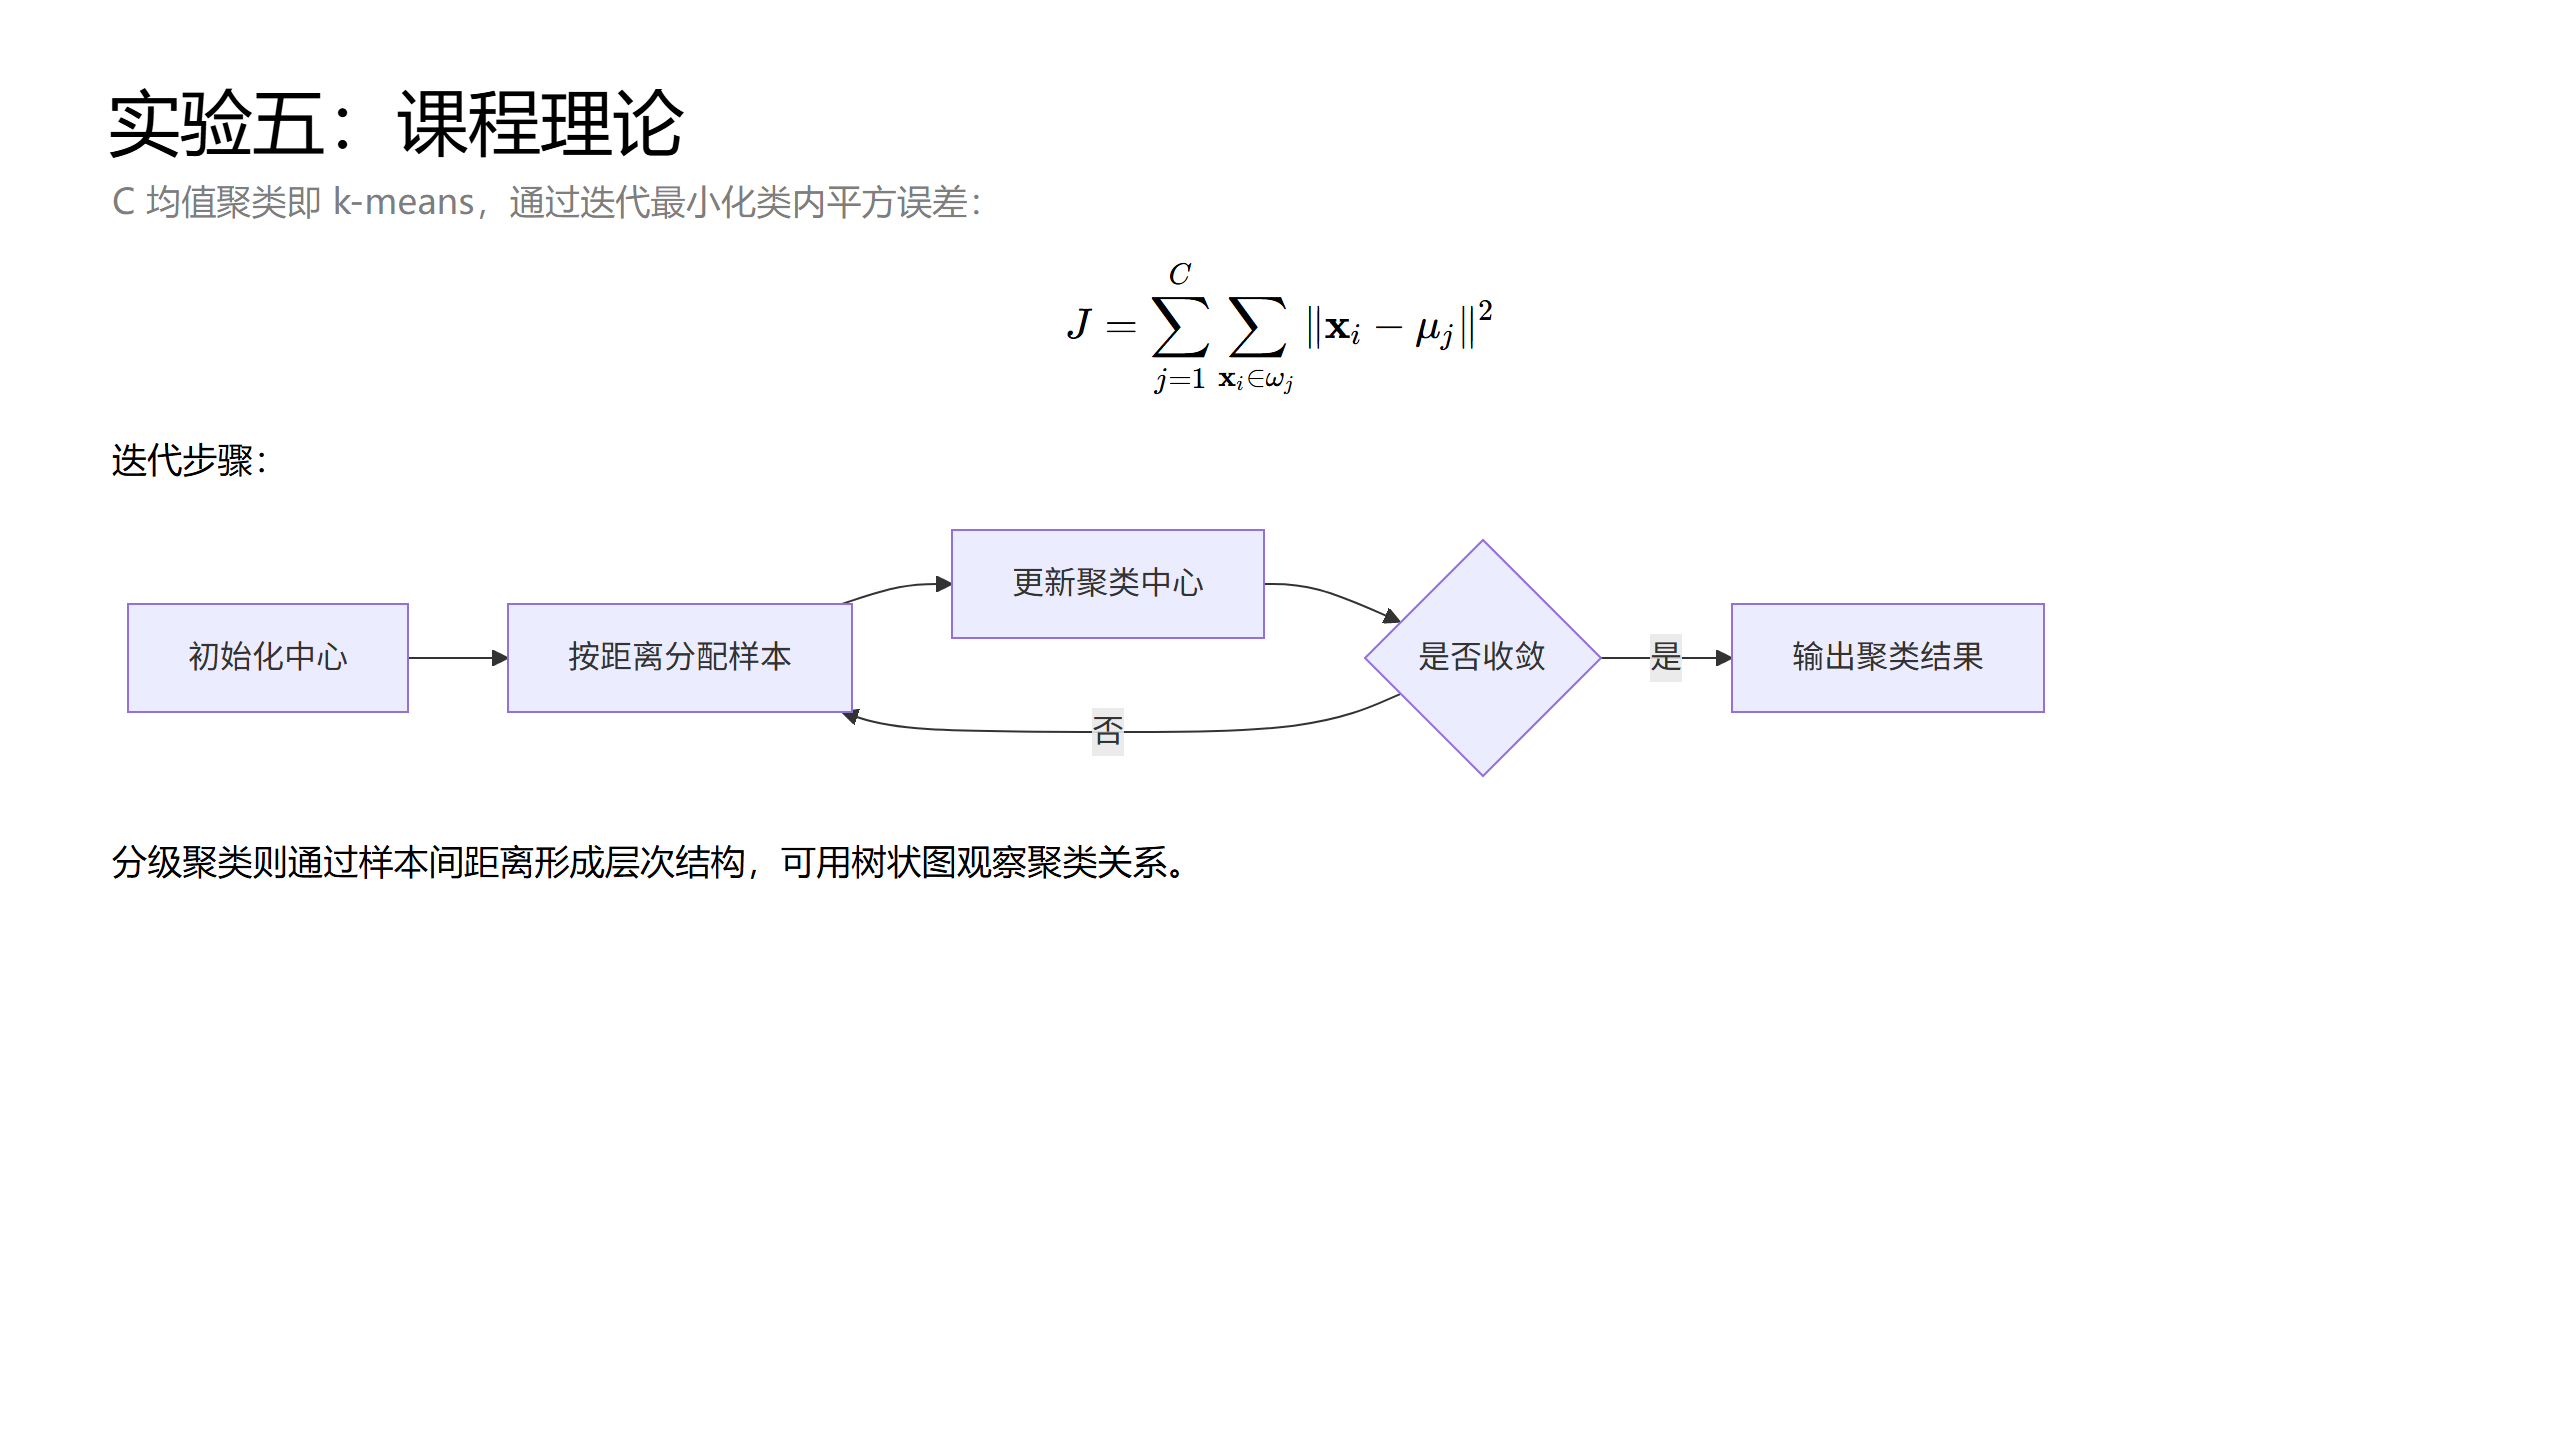 实验五：课程理论
C 均值聚类即 k-means，通过迭代最小化类内平方误差：
$J = \sum_{j=1}^{C} \sum_{\mathbf{x}_i \in \omega_j} \|\mathbf{x}_i - \mu_j\|^2$
迭代步骤：
初始化中心
按距离分配样本
更新聚类中心
是否收敛
是
输出聚类结果
否
分级聚类则通过样本间距离形成层次结构，可用树状图观察聚类关系。